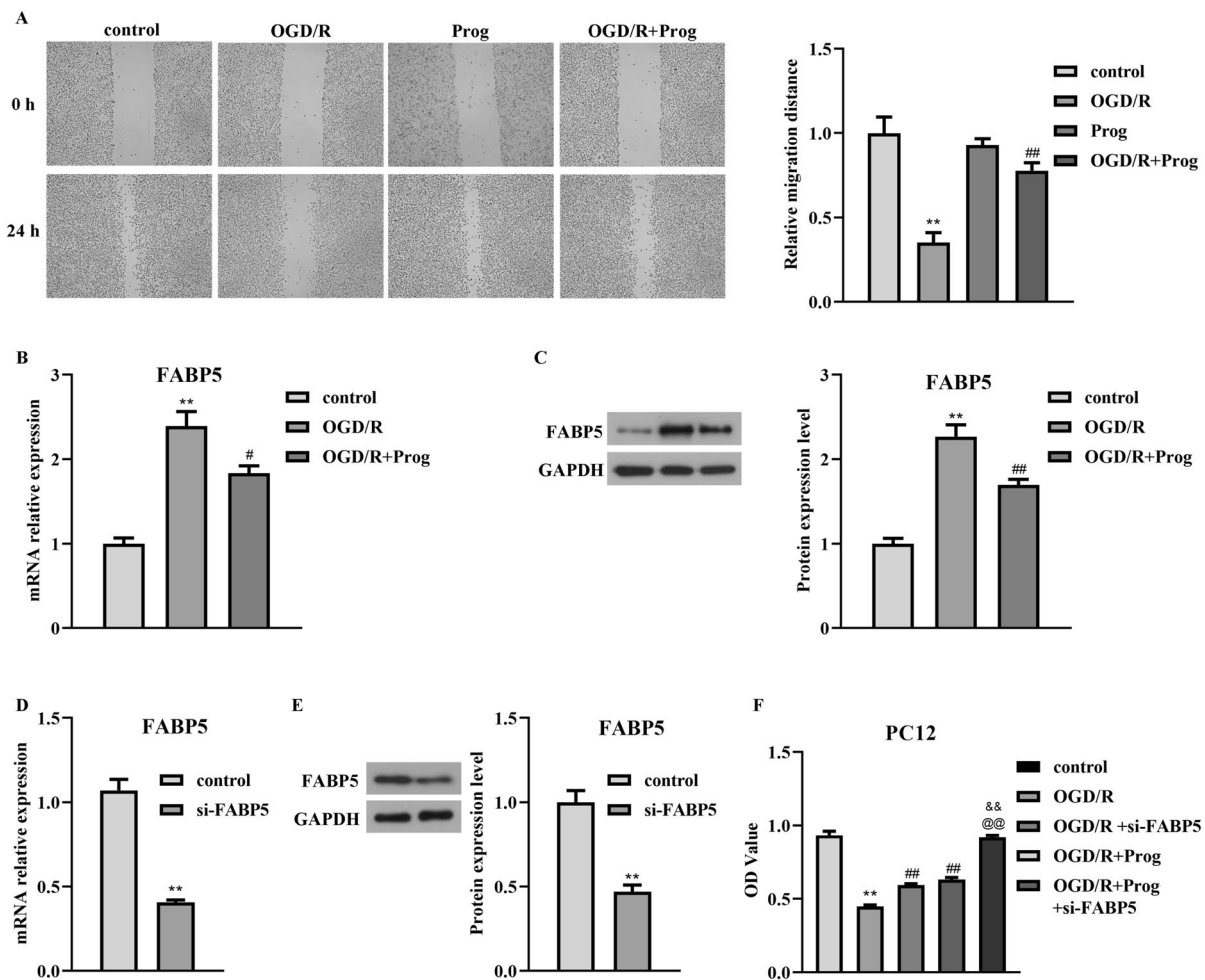 A
control
OGD/R
Prog
OGD/R+Prog
0 h
24 h
Relative migration distance
1.5
1.0
0.5
0.0
**
##
control
OGD/R
Prog
OGD/R+Prog
B
FABP5
mRNA relative expression
3
2
1
0
**
#
control
OGD/R
OGD/R+Prog
C
FABP5
GAPDH
FABP5
Protein expression level
3
2
1
0
**
##
control
OGD/R
OGD/R+Prog
D
FABP5
mRNA relative expression
1.5
1.0
0.5
0.0
**
control
si-FABP5
E
FABP5
GAPDH
FABP5
Protein expression level
1.5
1.0
0.5
0.0
**
control
si-FABP5
F
PC12
OD Value
1.5
1.0
0.5
0.0
**
##
##
&&
@@
control
OGD/R
OGD/R +si-FABP5
OGD/R+Prog
OGD/R+Prog
+si-FABP5